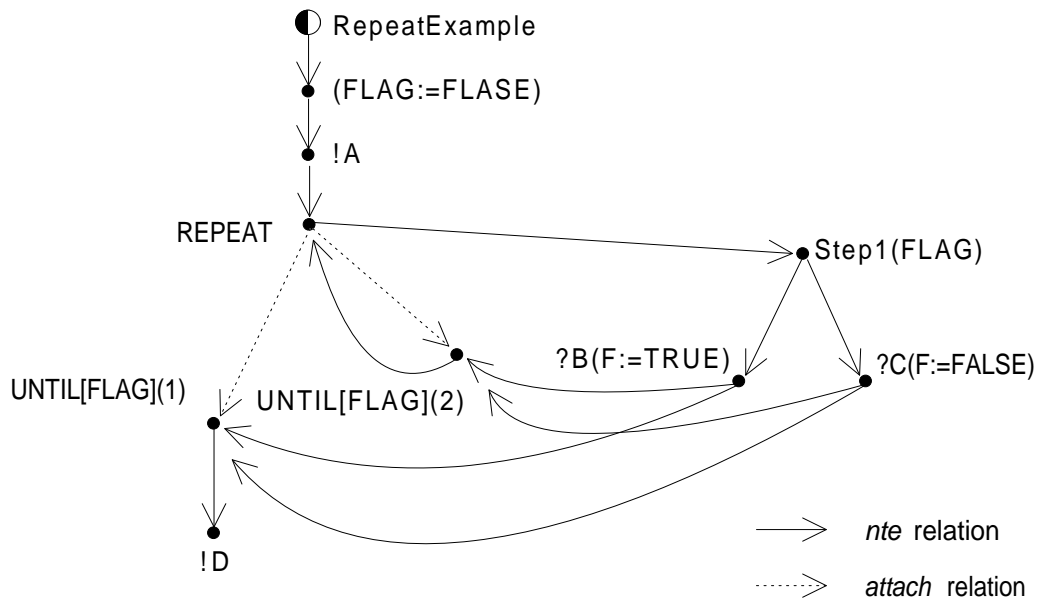 RepeatExample
(FLAG:=FLASE)
!A
REPEAT
Step1(FLAG)
?B(F:=TRUE)
?C(F:=FALSE)
UNTIL[FLAG](1)
UNTIL[FLAG](2)
!D
nte relation
attach relation